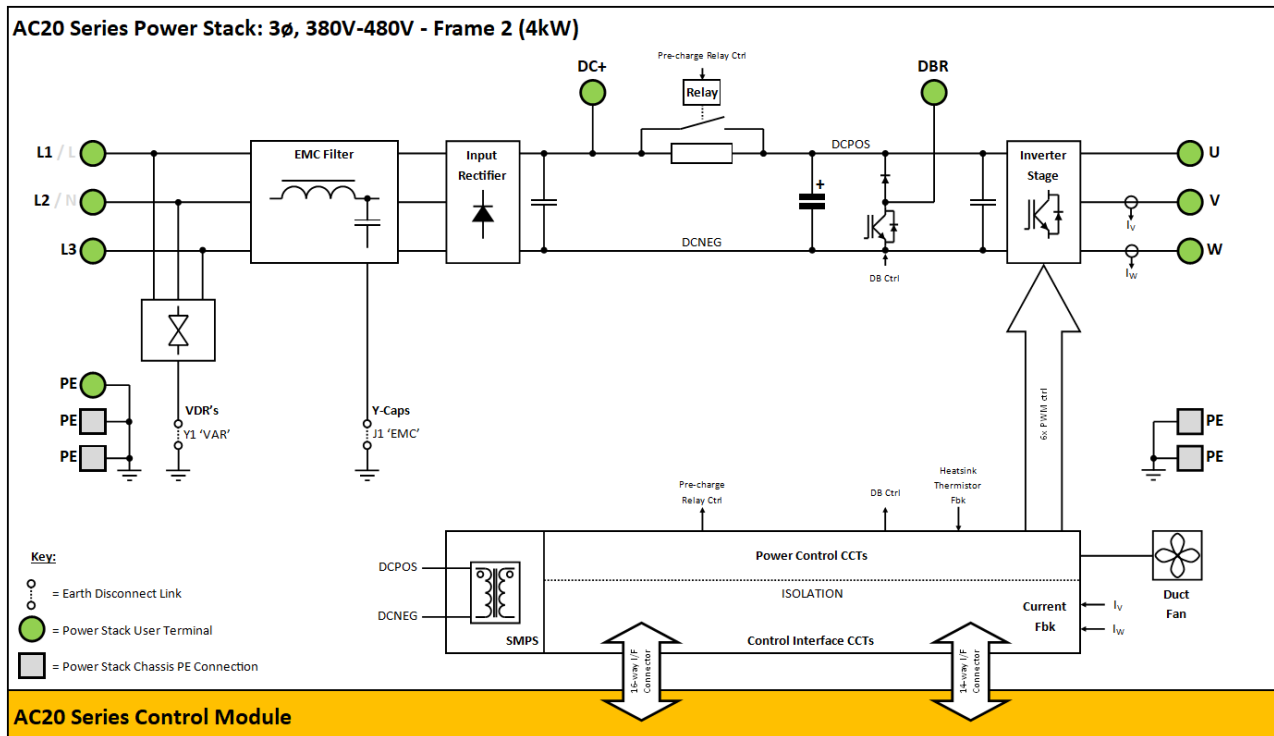 AC20 Series Power Stack: 3ø, 380V-480V - Frame 2 (4kW)
DC+
Pre-charge Relay Ctrl
Relay
DBR
L1 / L
EMC Filter
Input
Rectifier
DCPOS
Inverter
Stage
U
L2 / N
+
V
IV
L3
DCNEG
W
IW
DB Ctrl
PE
VDR's
Y1 'VAR'
Y-Caps
J1 'EMC'
PE
PE
6x PWM ctrl
PE
PE
Pre-charge
Relay Ctrl
DB Ctrl
Heatsink
Thermistor
Fbk
Key:
= Earth Disconnect Link
= Power Stack User Terminal
= Power Stack Chassis PE Connection
DCPOS
DCNEG
SMPS
Power Control CCTs
ISOLATION
Control Interface CCTs
Current
Fbk
IV
IW
Duct
Fan
16-way I/F
Connector
14-way I/F
Connector
AC20 Series Control Module